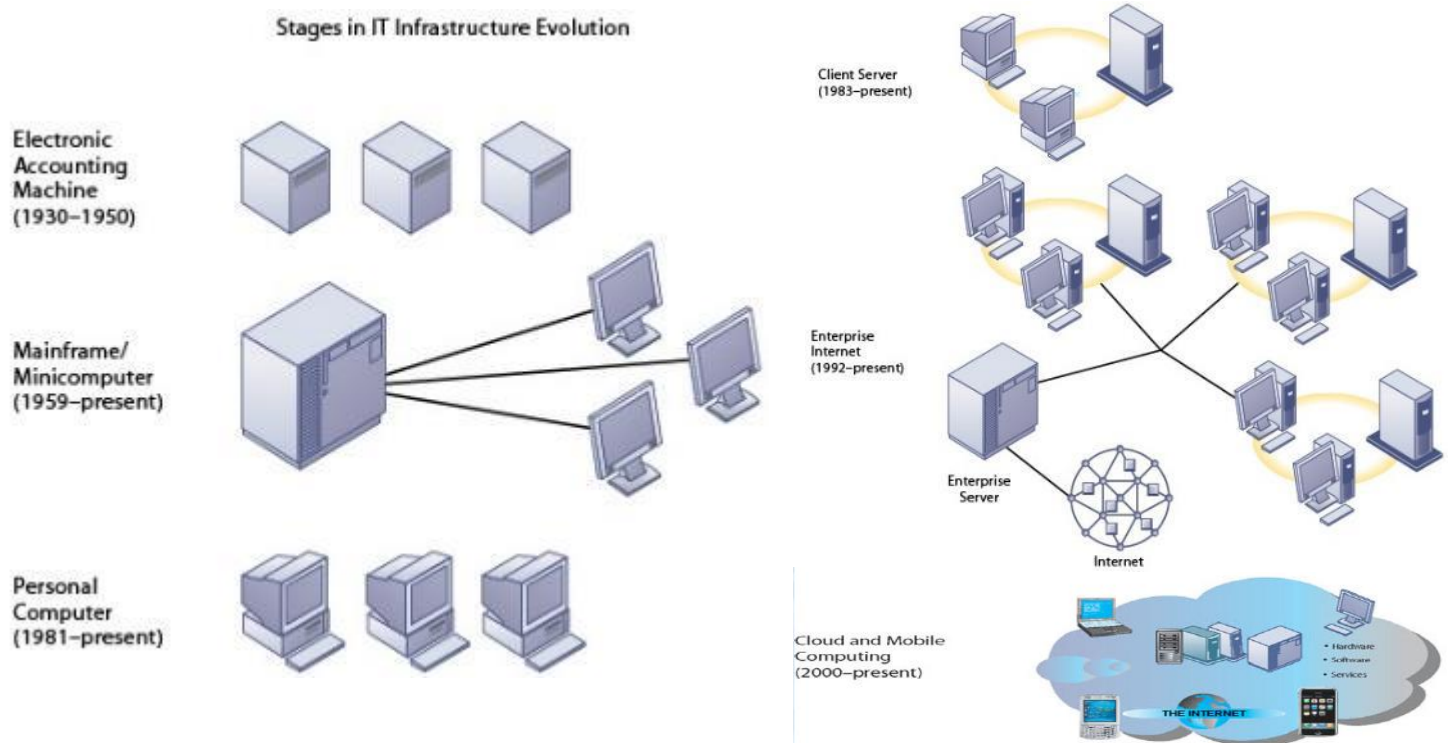 Stages in IT Infrastructure Evolution
Electronic
Accounting
Machine
(1930–1950)
Mainframe/
Minicomputer
(1959–present)
Personal
Computer
(1981–present)
Client Server
(1983–present)
Enterprise
Internet
(1992–present)
Enterprise
Server
Internet
Cloud and Mobile
Computing
(2000–present)
• Hardware
• Software
• Services
THE INTERNET